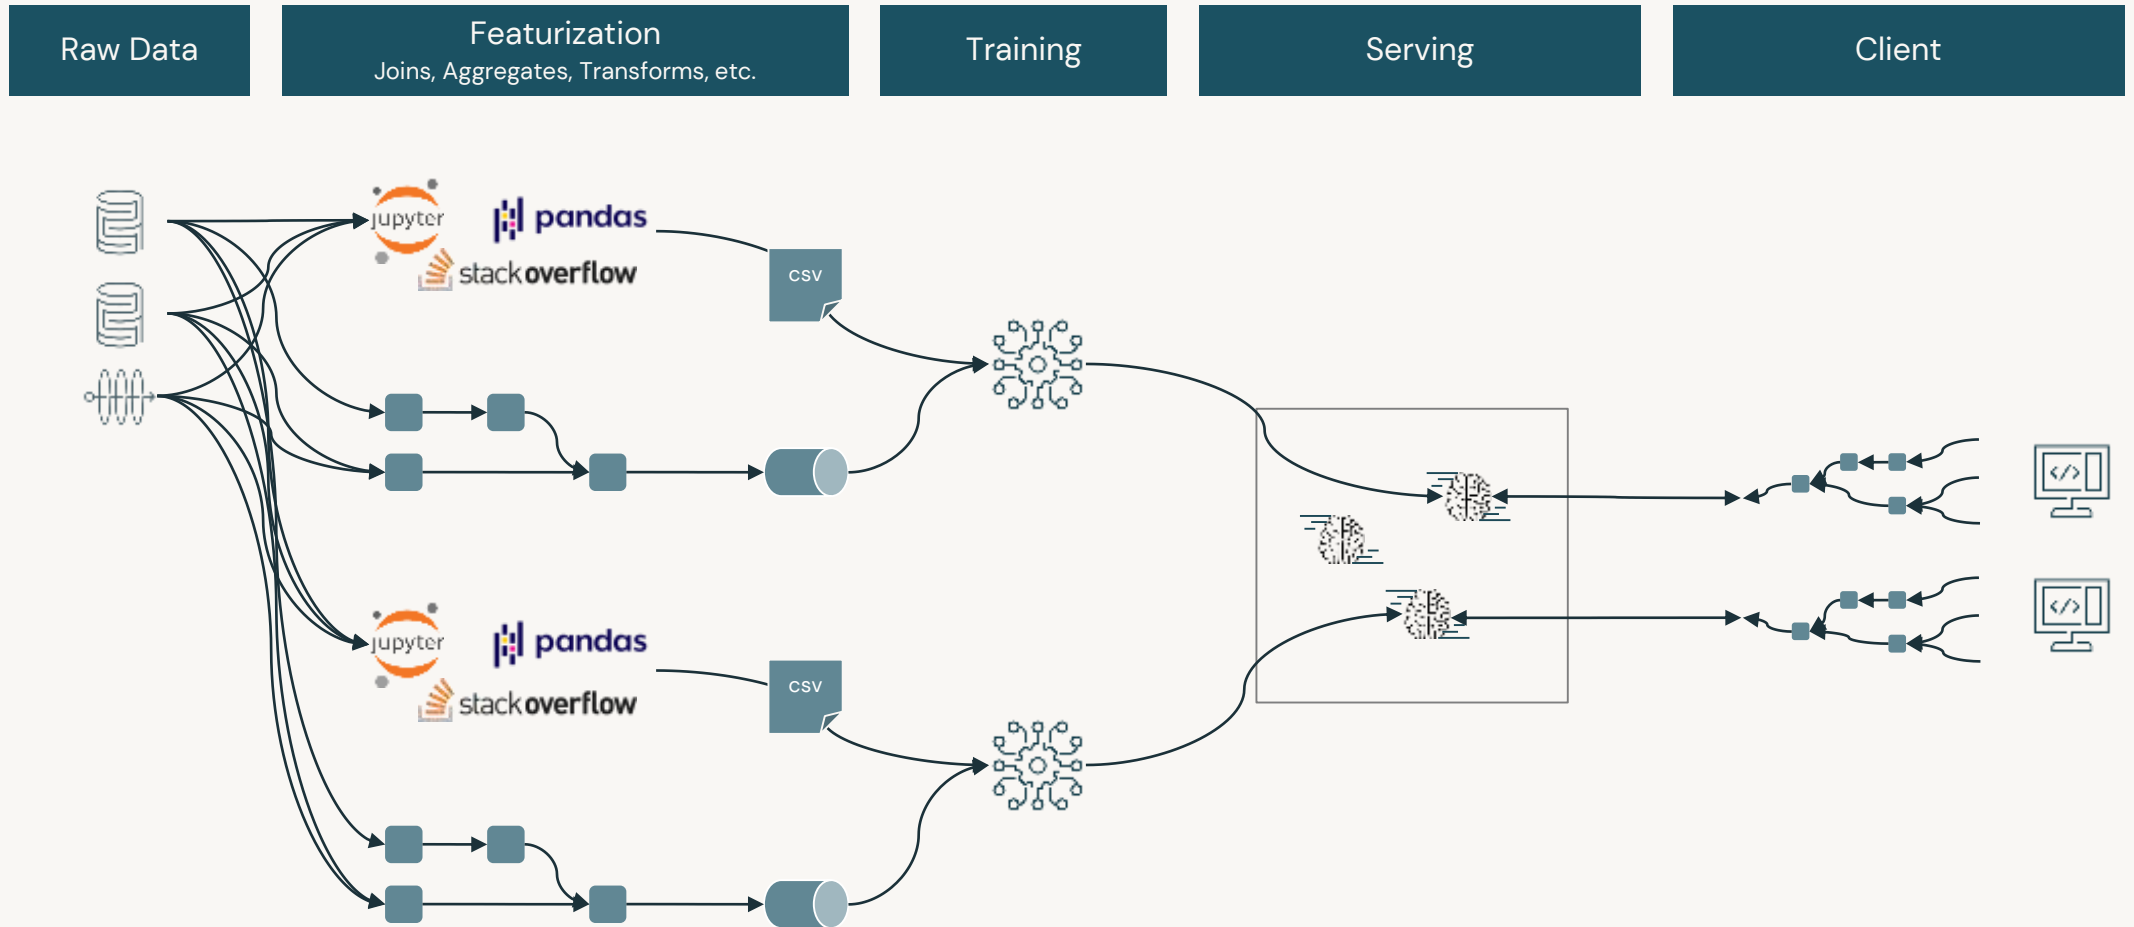 Raw Data
Featurization
Joins, Aggregates, Transforms, etc.
Training
Serving
Client
jupyter
pandas
stackoverflow
CSV
</>
jupyter
pandas
stackoverflow
CSV
</>